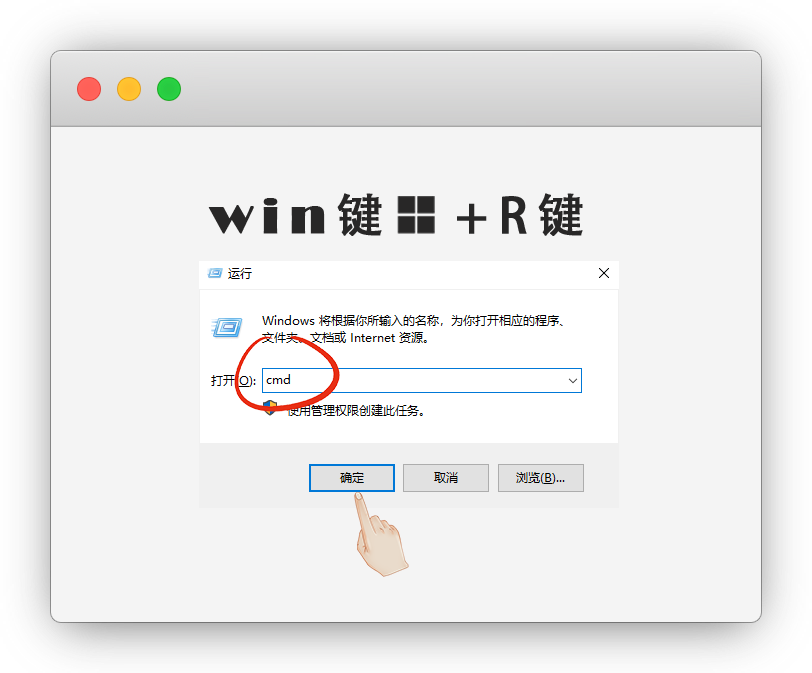 win键 +R键
运行
Windows 将根据你所输入的名称，为你打开相应的程序、
文件夹、文档或 Internet 资源。
打开(O): cmd
使用管理权限创建此任务。
确定 取消 浏览(B)...